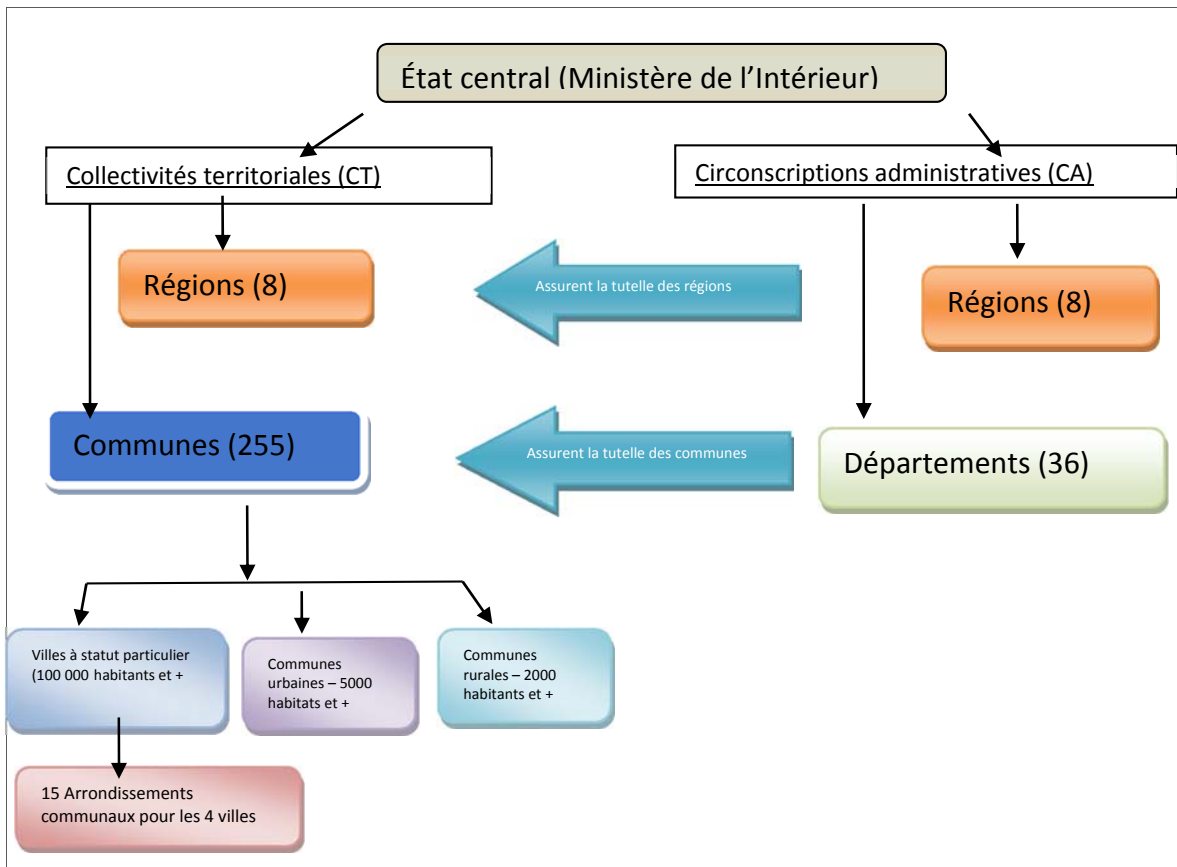 État central (Ministère de l’Intérieur)
Collectivités territoriales (CT)
Circonscriptions administratives (CA)
Régions (8)
Assurent la tutelle des régions
Régions (8)
Communes (255)
Assurent la tutelle des communes
Départements (36)
Villes à statut particulier
(100 000 habitants et +
Communes
urbaines – 5000
habitats et +
Communes
rurales – 2000
habitants et +
15 Arrondissements
communaux pour les 4 villes